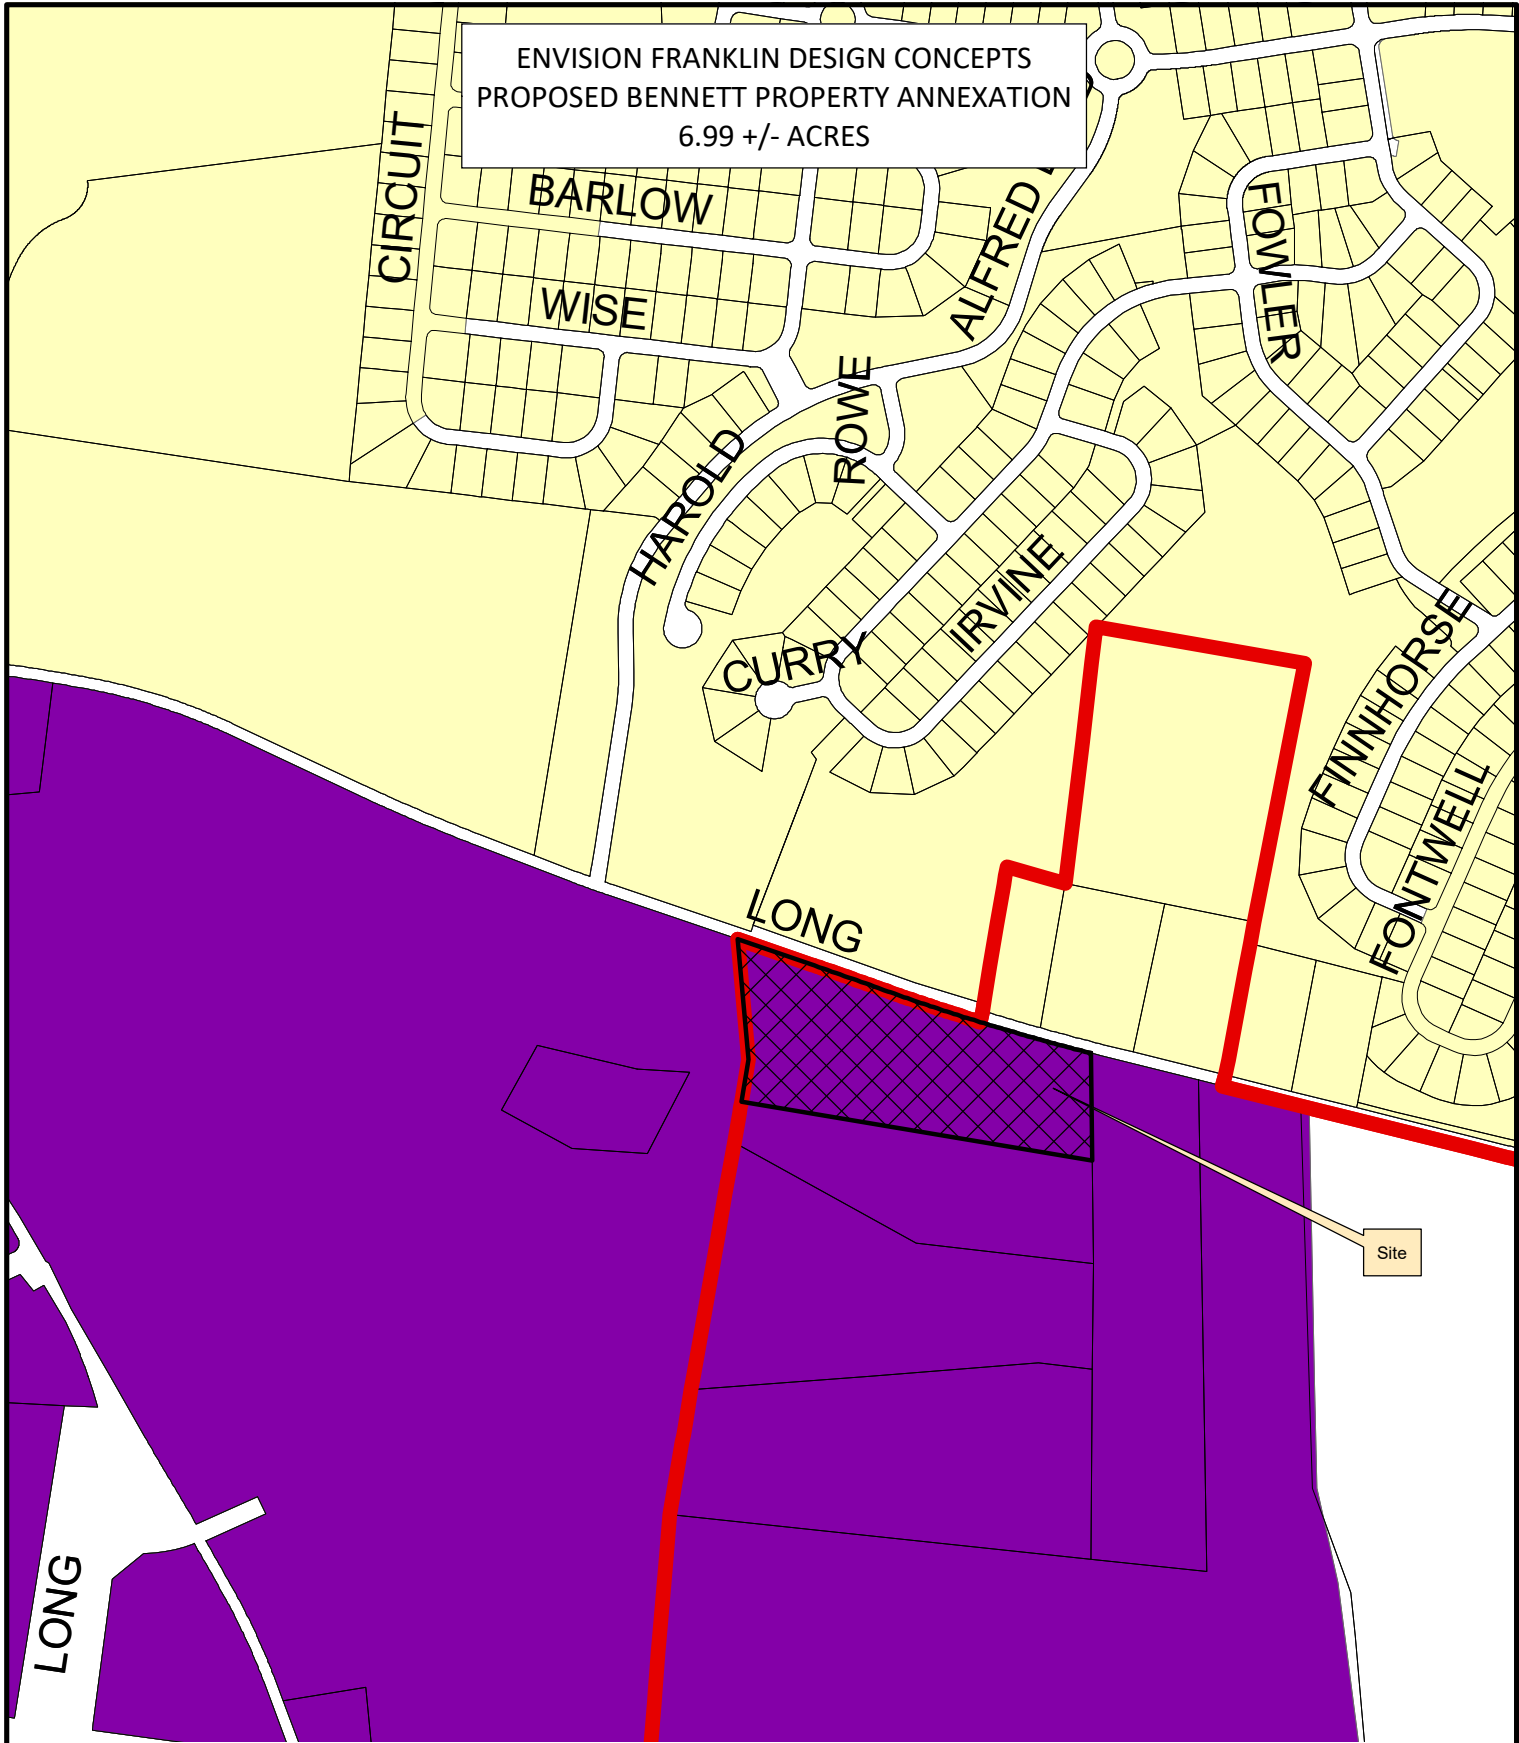 ENVISION FRANKLIN DESIGN CONCEPTS
PROPOSED BENNETT PROPERTY ANNEXATION
6.99 +/- ACRES
CIRCUIT
BARLOW
ALFRED
FOWLER
WISE
ROWE
HAROLD
IRVINE
CURRY
FINNHORSE
FONTWELL
LONG
Site
LONG